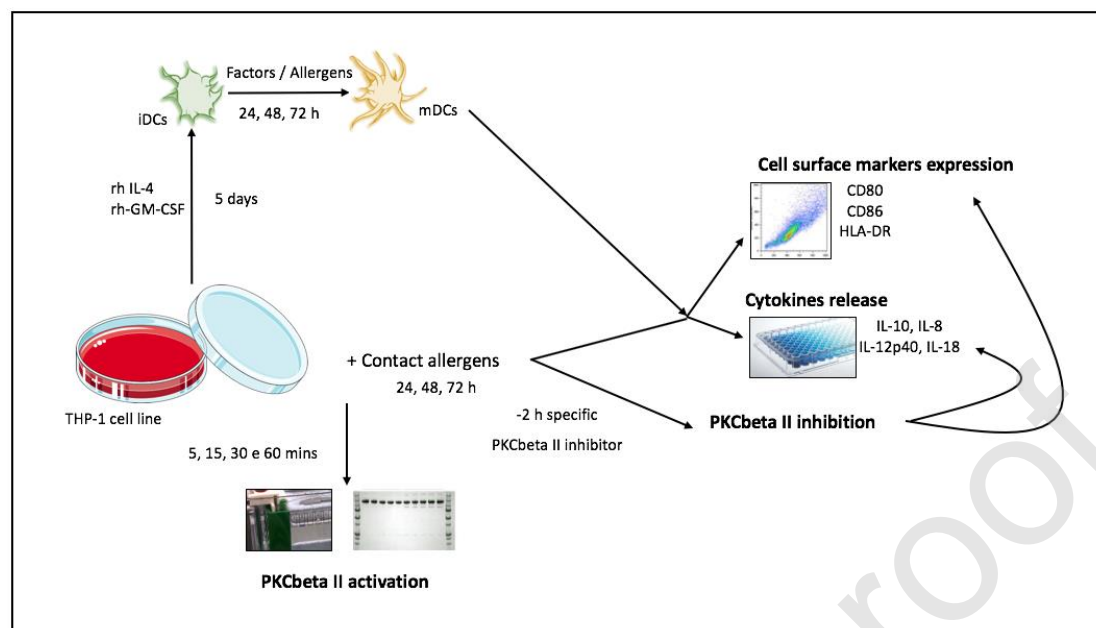 Factors / Allergens
iDCs
24, 48, 72 h
mDCs
rh IL-4
rh-GM-CSF
5 days
Cell surface markers expression
CD80
CD86
HLA-DR
Cytokines release
IL-10, IL-8
IL-12p40, IL-18
+ Contact allergens
24, 48, 72 h
THP-1 cell line
-2 h specific
PKCbeta II inhibitor
PKCbeta II inhibition
5, 15, 30 e 60 mins
PKCbeta II activation
roof